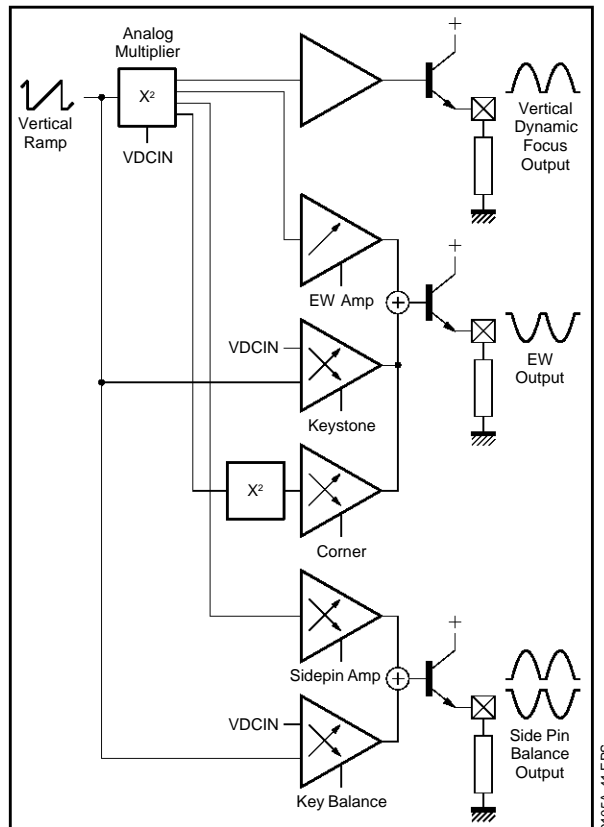 Analog
Multiplier
X²
Vertical
Ramp
VDCIN
+
Vertical
Dynamic
Focus
Output
EW Amp
+
+
EW
Output
VDCIN
Keystone
X²
Corner
Sidepin Amp
+
+
VDCIN
Side Pin
Balance
Output
Key Balance